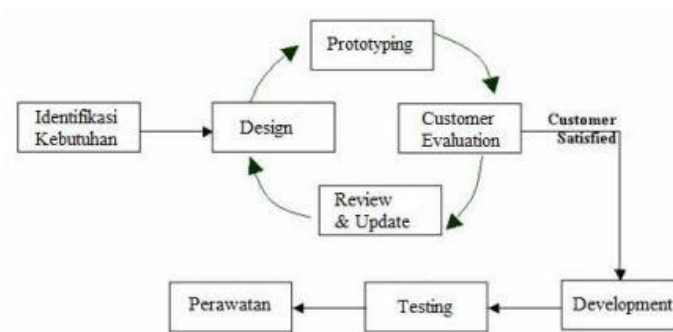 Prototyping
Identifikasi
Kebutuhan
Design
Customer
Evaluation
Customer
Satisfied
Review
& Update
Perawatan
Testing
Development